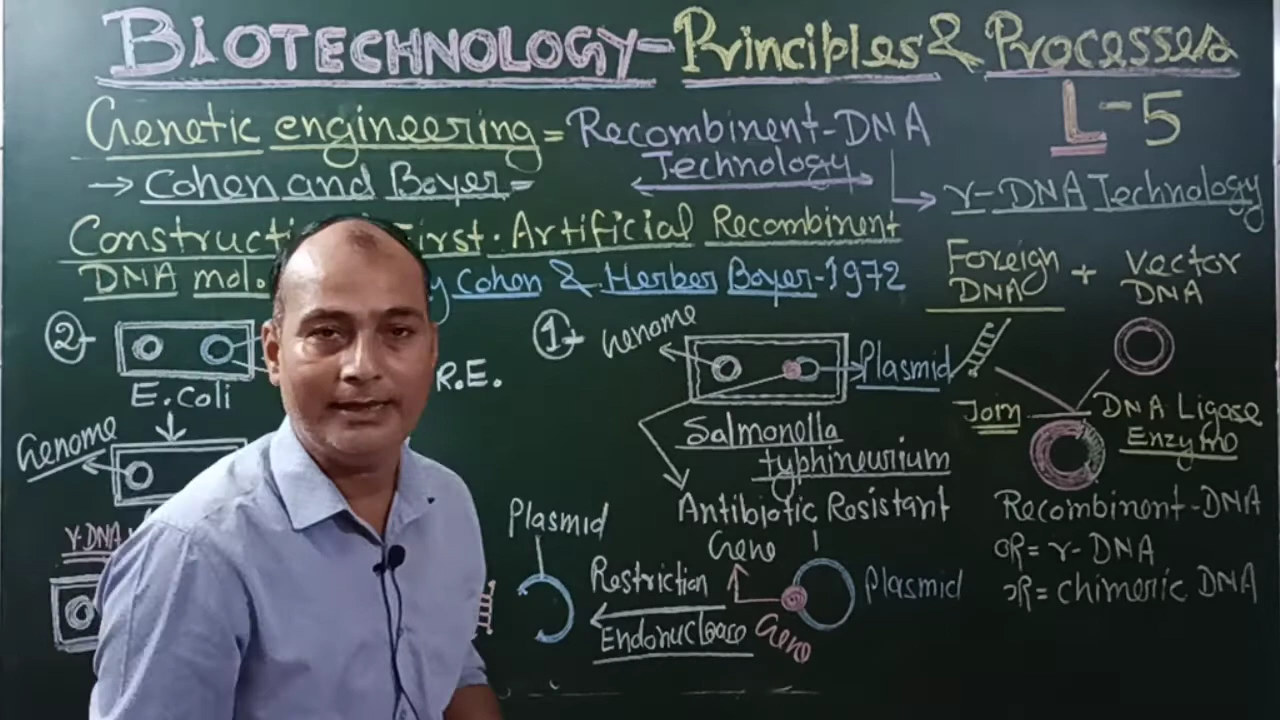 BIOTECHNOLOGY- Principles & Processes
L-5
Genetic engineering = Recombinent-DNA
Technology
→ Cohen and Boyer =
r-DNA Technology
First. Artificial Recombinent
DNA Cohen & Herber Boyer-1972
Foreign DNA + Vector DNA
2- E.Coli
R.E.
Genome
r-DNA
1- Genome
Plasmid
Salmonella
typhineurium
Antibiotic Resistant
Gene
Plasmid
Restriction
Endonuclease
Gene
Plasmid
Join
DNA Ligase
Enzyme
Recombinent-DNA
OR = r-DNA
OR = Chimeric DNA